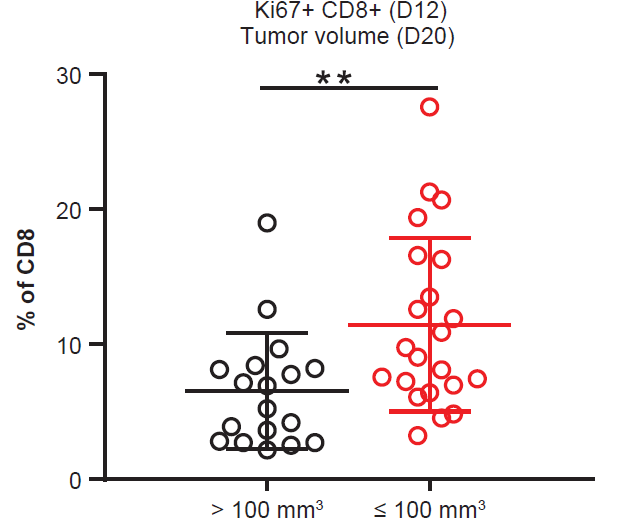 Ki67+ CD8+ (D12)
Tumor volume (D20)
**
30
20
10
0
% of CD8
> 100 mm³
≤ 100 mm³